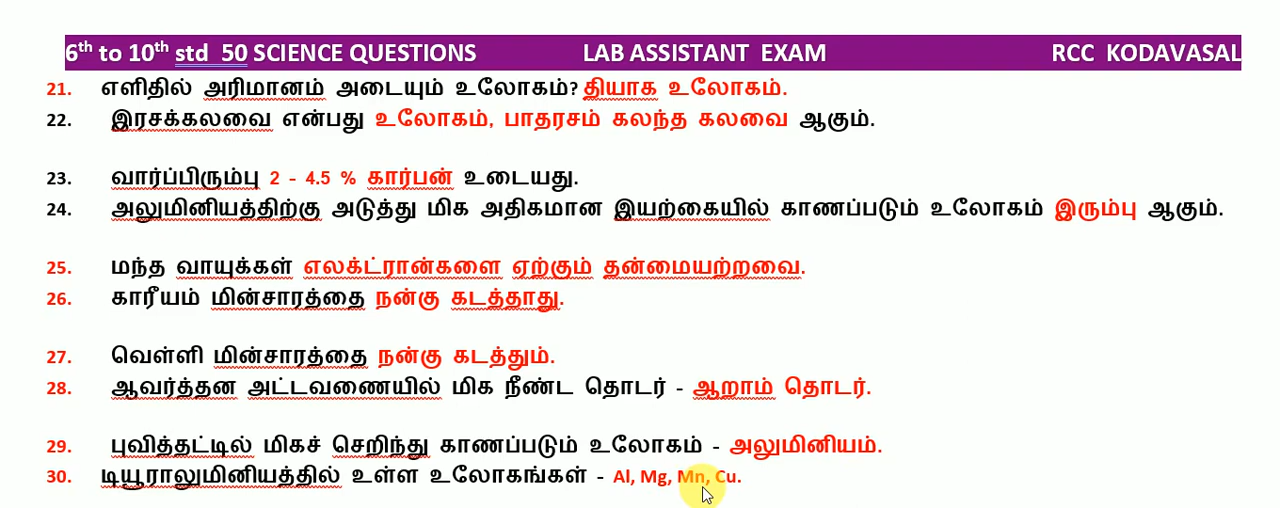 6th to 10th std 50 SCIENCE QUESTIONS LAB ASSISTANT EXAM RCC KODAVASAL
21. எளிதில் அரிமானம் அடையும் உலோகம்? தியாக உலோகம்.
22. இரசக்கலவை என்பது உலோகம், பாதரசம் கலந்த கலவை ஆகும்.
23. வார்ப்பிரும்பு 2 - 4.5 % கார்பன் உடையது.
24. அலுமினியத்திற்கு அடுத்து மிக அதிகமான இயற்கையில் காணப்படும் உலோகம் இரும்பு ஆகும்.
25. மந்த வாயுக்கள் எலக்ட்ரான்களை ஏற்கும் தன்மையற்றவை.
26. காரீயம் மின்சாரத்தை நன்கு கடத்தாது.
27. வெள்ளி மின்சாரத்தை நன்கு கடத்தும்.
28. ஆவர்த்தன அட்டவணையில் மிக நீண்ட தொடர் - ஆறாம் தொடர்.
29. புவித்தட்டில் மிகச் செறிந்து காணப்படும் உலோகம் - அலுமினியம்.
30. டியூராலுமினியத்தில் உள்ள உலோகங்கள் - Al, Mg, Mn, Cu.